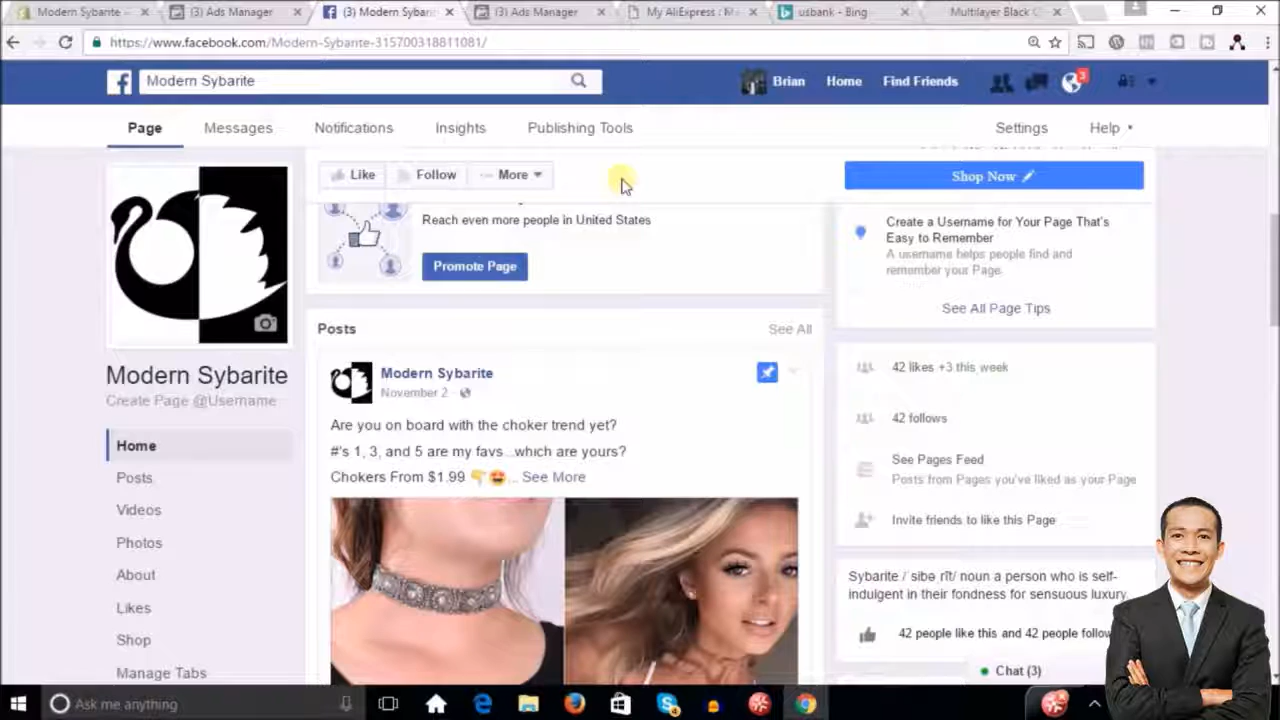 Modern Sybarite
(3) Ads Manager
(3) Modern Sybari
(3) Ads Manager
My AliExpress : M
usbank - Bing
Multilayer Black C
https://www.facebook.com/Modern-Sybarite-315700318811081/
Modern Sybarite
Brian
Home
Find Friends
3
Page
Messages
Notifications
Insights
Publishing Tools
Settings
Help
Like
Follow
More
Shop Now
Reach even more people in United States
Promote Page
Create a Username for Your Page That's
Easy to Remember
A username helps people find and
remember your Page.
See All Page Tips
Posts
See All
Modern Sybarite
November 2
Are you on board with the choker trend yet?
#'s 1, 3, and 5 are my favs...which are yours?
Chokers From $1.99 👇😍... See More
42 likes +3 this week
42 follows
See Pages Feed
Posts from Pages you've liked as your Page
Invite friends to like this Page
Sybarite /ˈsibəˌrīt/ noun a person who is self-
indulgent in their fondness for sensuous luxury.
42 people like this and 42 people follow
Chat (3)
Modern Sybarite
Create Page @Username
Home
Posts
Videos
Photos
About
Likes
Shop
Manage Tabs
Ask me anything